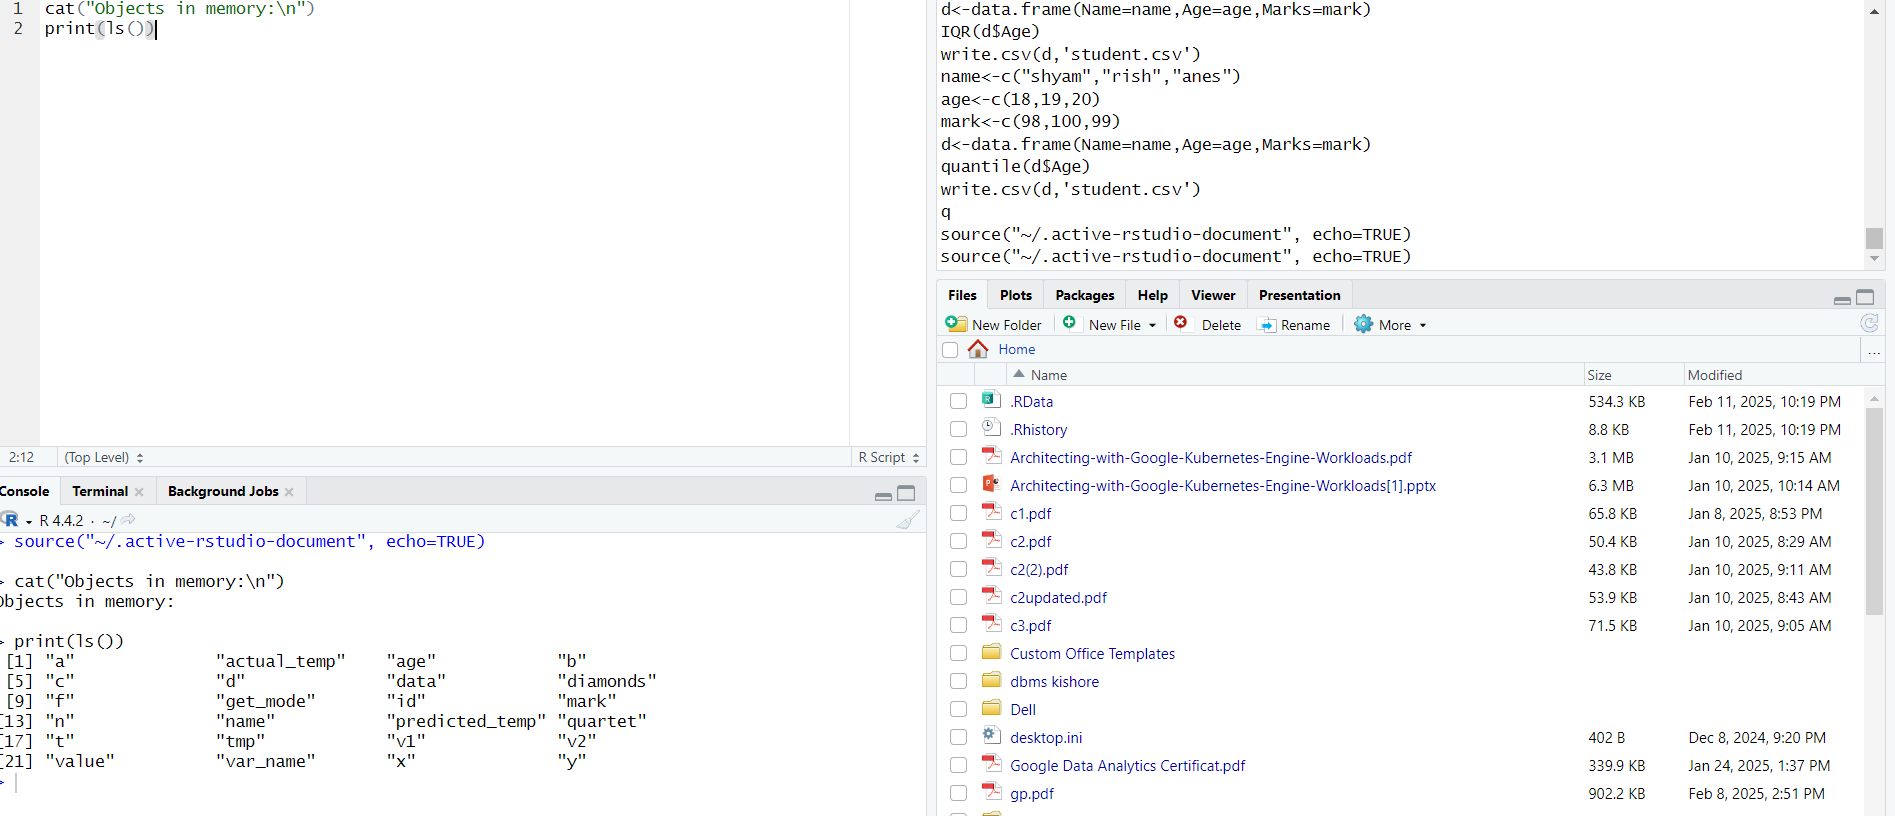 1 cat("Objects in memory:\n")
2 print(ls())
2:12 (Top Level) R Script
Console Terminal Background Jobs
R 4.4.2 · ~/
> source("~/.active-rstudio-document", echo=TRUE)
> cat("Objects in memory:\n")
Objects in memory:
> print(ls())
[1] "a" "actual_temp" "age" "b"
[5] "c" "d" "data" "diamonds"
[9] "f" "get_mode" "id" "mark"
[13] "n" "name" "predicted_temp" "quartet"
[17] "t" "tmp" "v1" "v2"
[21] "value" "var_name" "x" "y"
>
d<-data.frame(Name=name,Age=age,Marks=mark)
IQR(d$Age)
write.csv(d,'student.csv')
name<-c("shyam","rish","anes")
age<-c(18,19,20)
mark<-c(98,100,99)
d<-data.frame(Name=name,Age=age,Marks=mark)
quantile(d$Age)
write.csv(d,'student.csv')
q
source("~/.active-rstudio-document", echo=TRUE)
source("~/.active-rstudio-document", echo=TRUE)
Files Plots Packages Help Viewer Presentation
New Folder New File Delete Rename More
Home ...
Name Size Modified
.RData 534.3 KB Feb 11, 2025, 10:19 PM
.Rhistory 8.8 KB Feb 11, 2025, 10:19 PM
Architecting-with-Google-Kubernetes-Engine-Workloads.pdf 3.1 MB Jan 10, 2025, 9:15 AM
Architecting-with-Google-Kubernetes-Engine-Workloads[1].pptx 6.3 MB Jan 10, 2025, 10:14 AM
c1.pdf 65.8 KB Jan 8, 2025, 8:53 PM
c2.pdf 50.4 KB Jan 10, 2025, 8:29 AM
c2(2).pdf 43.8 KB Jan 10, 2025, 9:11 AM
c2updated.pdf 53.9 KB Jan 10, 2025, 8:43 AM
c3.pdf 71.5 KB Jan 10, 2025, 9:05 AM
Custom Office Templates
dbms kishore
Dell
desktop.ini 402 B Dec 8, 2024, 9:20 PM
Google Data Analytics Certificat.pdf 339.9 KB Jan 24, 2025, 1:37 PM
gp.pdf 902.2 KB Feb 8, 2025, 2:51 PM